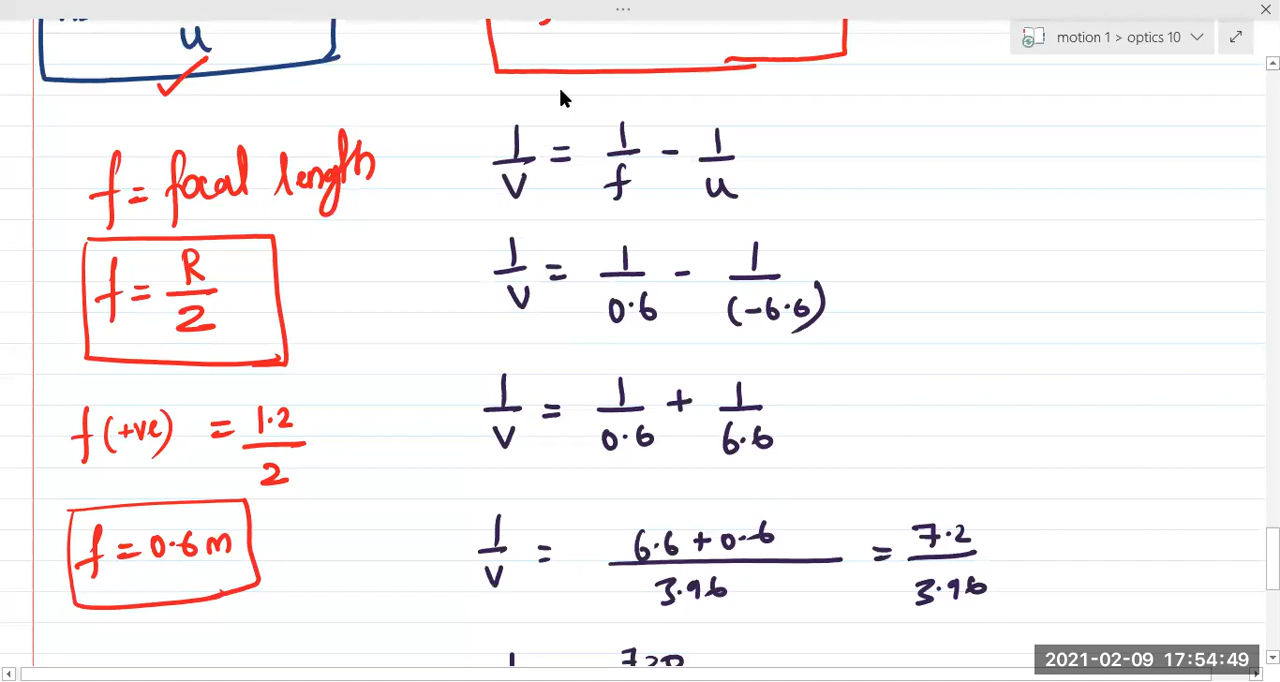 motion 1 > optics 10
u
f = focal length
f = R/2
f (+ve) = 1.2/2
f = 0.6 m
1/v = 1/f - 1/u
1/v = 1/0.6 - 1/(-6.6)
1/v = 1/0.6 + 1/6.6
1/v = 6.6 + 0.6/3.96 = 7.2/3.96
1 720
2021-02-09 17:54:49